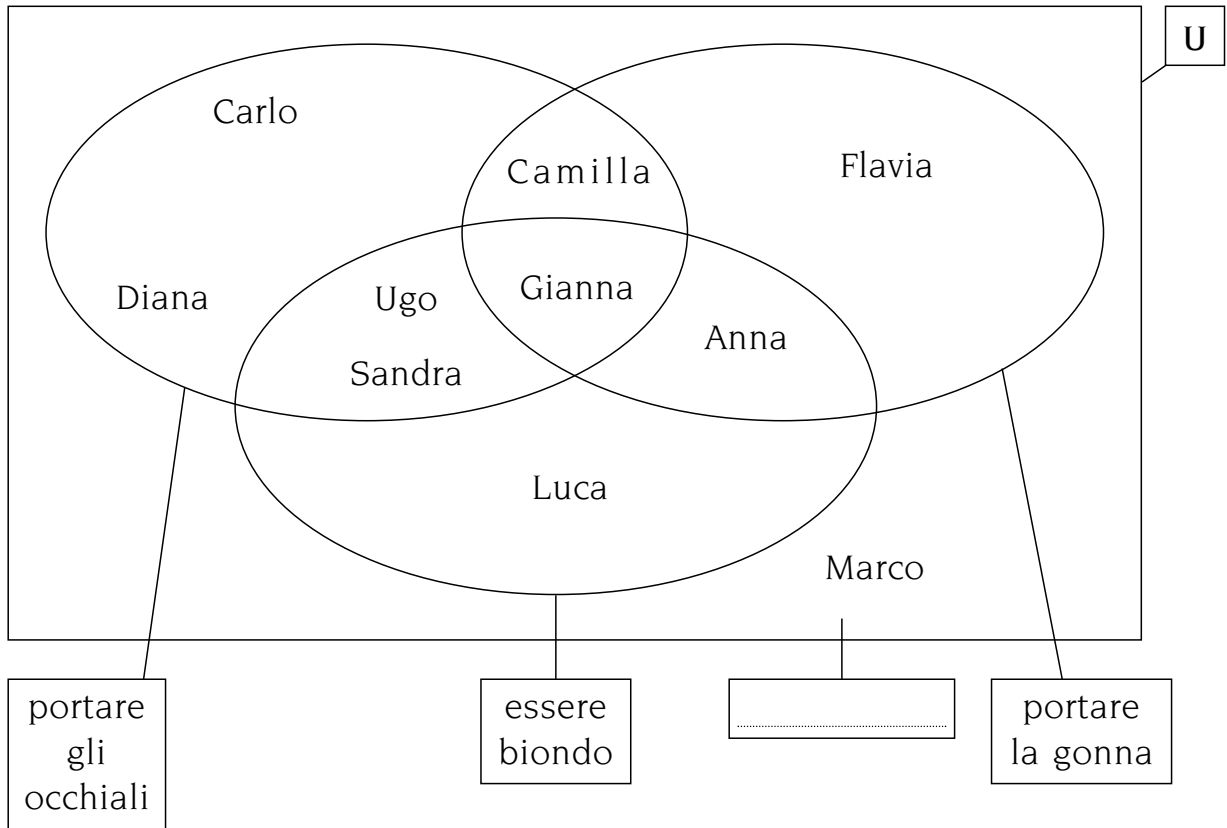 U
Carlo
Camilla
Flavia
Diana
Ugo
Gianna
Anna
Sandra
Luca
Marco
portare
gli
occhiali
essere
biondo
portare
la gonna